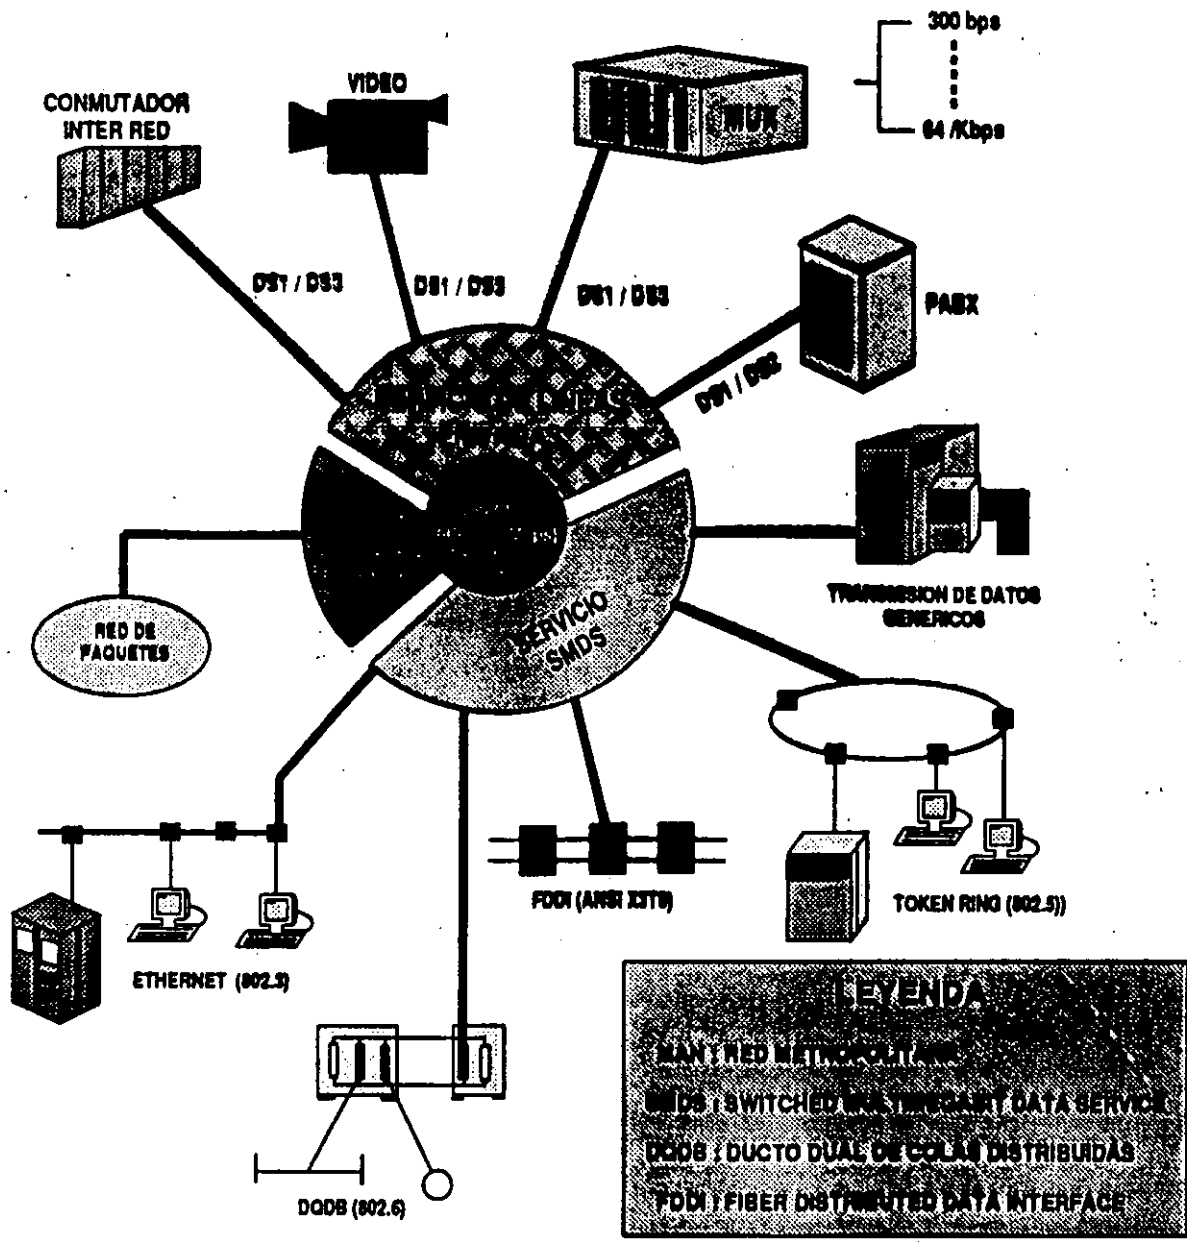 300 bps
64 /Kbps
VIDEO
CONMUTADOR
INTER RED
MUX
DS1 / DS3
DS1 / DS3
DS1 / DS3
PABX
DS1 / DS2
SERVICIO
SMDS
TRANSMISION DE DATOS
GENERICOS
RED DE
PAQUETES
FDDI (ANSI X3T9)
TOKEN RING (802.5))
ETHERNET (802.3)
DQDB (802.6)
LEYENDA
MAN : RED METROPOLITANA
SMDS : SWITCHED MULTIMEGABIT DATA SERVICE
DQDB : DUCTO DUAL DE COLAS DISTRIBUIDAS
FDDI : FIBER DISTRIBUTED DATA INTERFACE